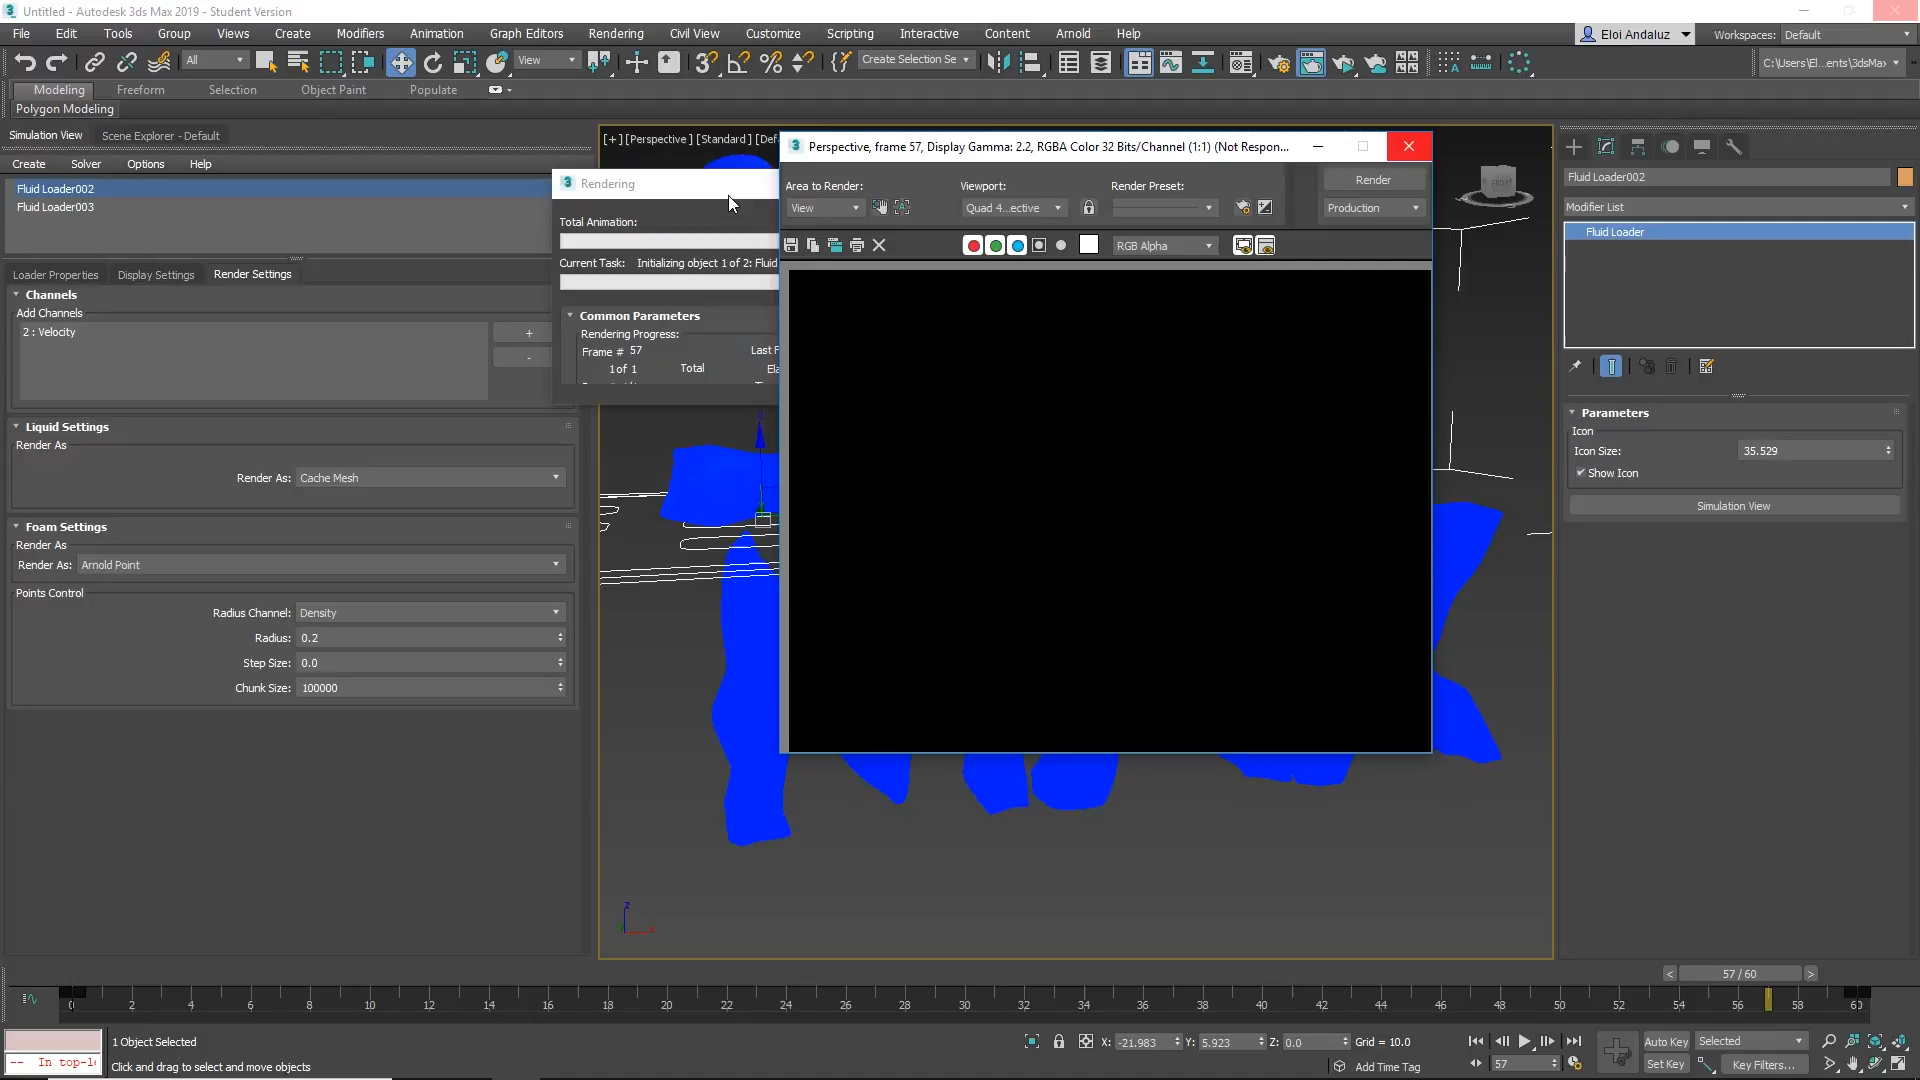 Untitled - Autodesk 3ds Max 2019 - Student Version
File Edit Tools Group Views Create Modifiers Animation Graph Editors Rendering Civil View Customize Scripting Interactive Content Arnold Help
Eloi Andaluz
Workspaces: Default
All
View
Create Selection Se
C:\Users\El...ents\3dsMax
Modeling Freeform Selection Object Paint Populate
Polygon Modeling
Simulation View Scene Explorer - Default
Create Solver Options Help
Fluid Loader002
Fluid Loader003
Loader Properties Display Settings Render Settings
Channels
Add Channels
2 : Velocity
+
-
Liquid Settings
Render As
Render As: Cache Mesh
Foam Settings
Render As
Render As: Arnold Point
Points Control
Radius Channel: Density
Radius: 0.2
Step Size: 0.0
Chunk Size: 100000
[+] [Perspective ] [Standard ] [Def
Rendering
Total Animation:
Current Task: Initializing object 1 of 2: Fluid
Common Parameters
Rendering Progress:
Frame # 57
Last F
1 of 1 Total
Ela
Perspective, frame 57, Display Gamma: 2.2, RGBA Color 32 Bits/Channel (1:1) (Not Respon...
Area to Render:
View
Viewport:
Quad 4...ective
Render Preset:
Render
Production
RGB Alpha
FRONT
Fluid Loader002
Modifier List
Fluid Loader
Parameters
Icon
Icon Size: 35.529
Show Icon
Simulation View
z
x
< 57 / 60 >
0 2 4 6 8 10 12 14 16 18 20 22 24 26 28 30 32 34 36 38 40 42 44 46 48 50 52 54 56 58 60
-- In top-l
1 Object Selected
Click and drag to select and move objects
X: -21.983 Y: 5.923 Z: 0.0 Grid = 10.0
Add Time Tag
57
Auto Key Selected
Set Key Key Filters...